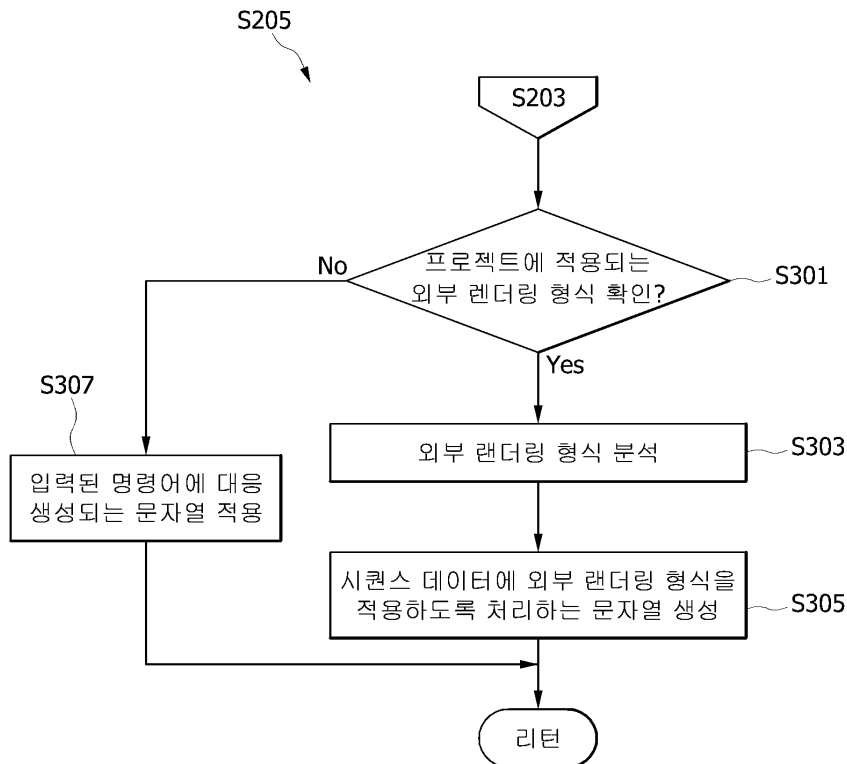 S205
S203
프로젝트에 적용되는
외부 렌더링 형식 확인?
S301
No
Yes
S307
입력된 명령어에 대응
생성되는 문자열 적용
외부 랜더링 형식 분석
S303
시퀀스 데이터에 외부 랜더링 형식을
적용하도록 처리하는 문자열 생성
S305
리턴